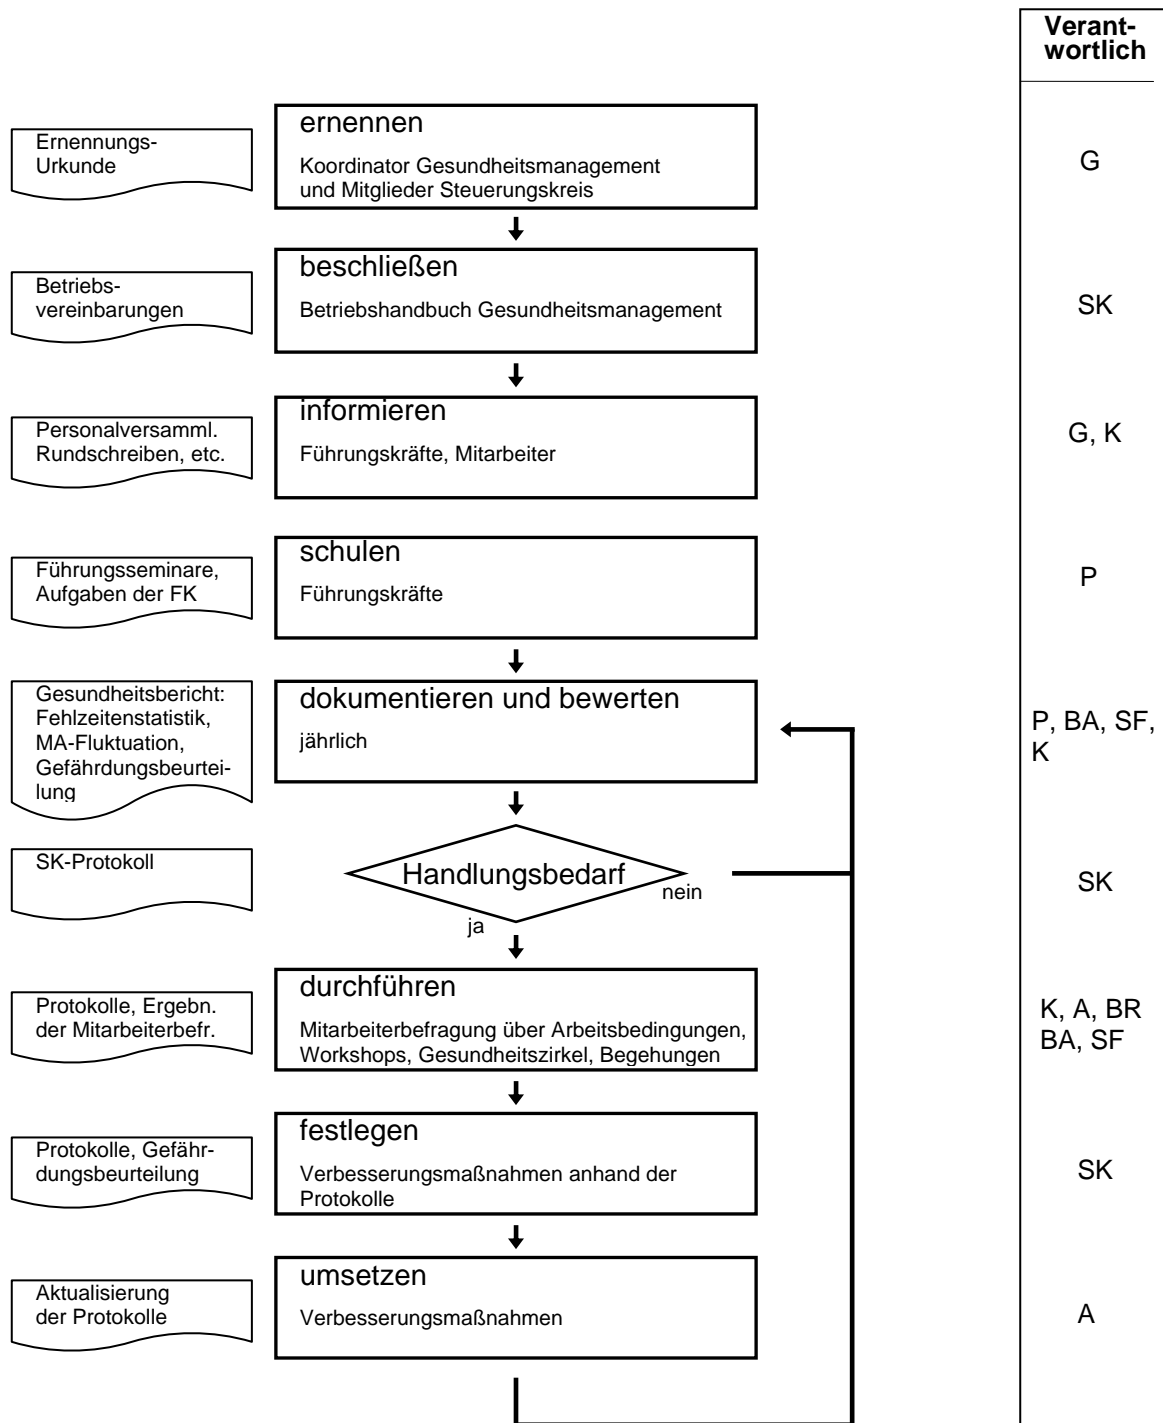 Verant-
wortlich
Ernennungs-
Urkunde
ernennen
Koordinator Gesundheitsmanagement
und Mitglieder Steuerungskreis
G
Betriebs-
vereinbarungen
beschließen
Betriebshandbuch Gesundheitsmanagement
SK
Personalversamml.
Rundschreiben, etc.
informieren
Führungskräfte, Mitarbeiter
G, K
Führungsseminare,
Aufgaben der FK
schulen
Führungskräfte
P
Gesundheitsbericht:
Fehlzeitenstatistik,
MA-Fluktuation,
Gefährdungsbeurtei-
lung
dokumentieren und bewerten
jährlich
P, BA, SF,
K
SK-Protokoll
Handlungsbedarf
nein
ja
SK
Protokolle, Ergebn.
der Mitarbeiterbefr.
durchführen
Mitarbeiterbefragung über Arbeitsbedingungen,
Workshops, Gesundheitszirkel, Begehungen
K, A, BR
BA, SF
Protokolle, Gefähr-
dungsbeurteilung
festlegen
Verbesserungsmaßnahmen anhand der
Protokolle
SK
Aktualisierung
der Protokolle
umsetzen
Verbesserungsmaßnahmen
A